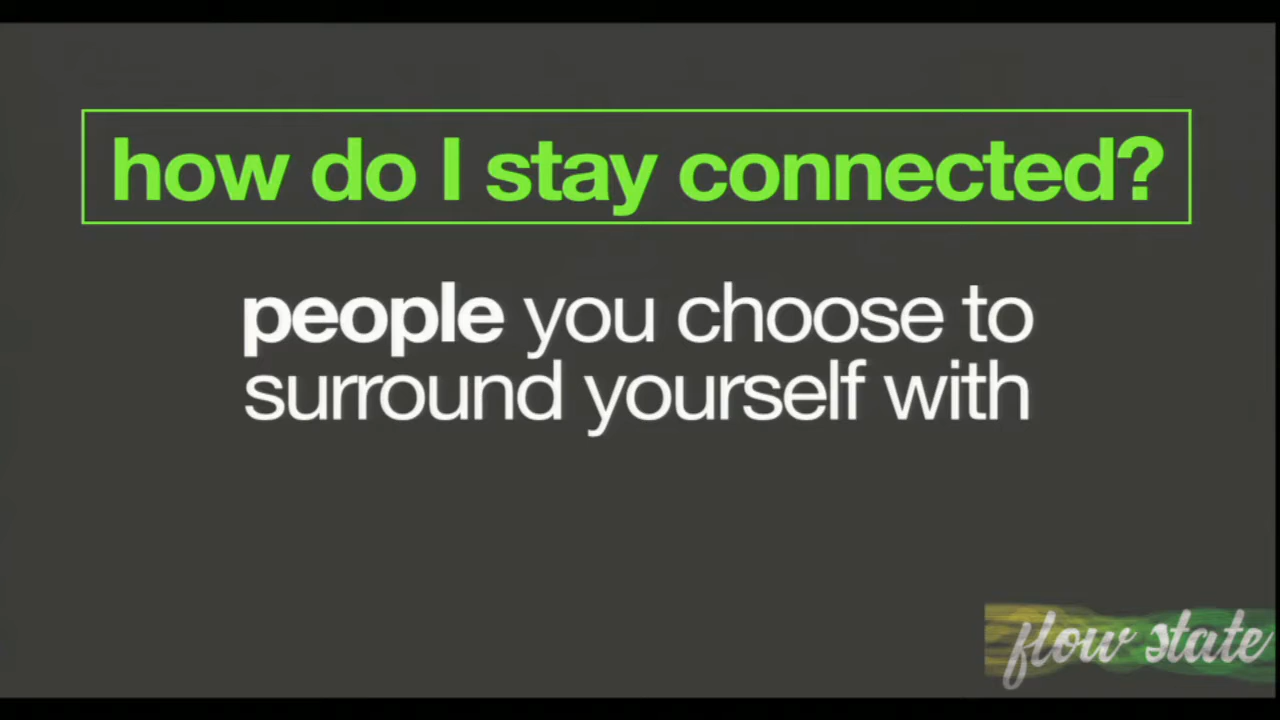 how do I stay connected?
people you choose to
surround yourself with
flow state